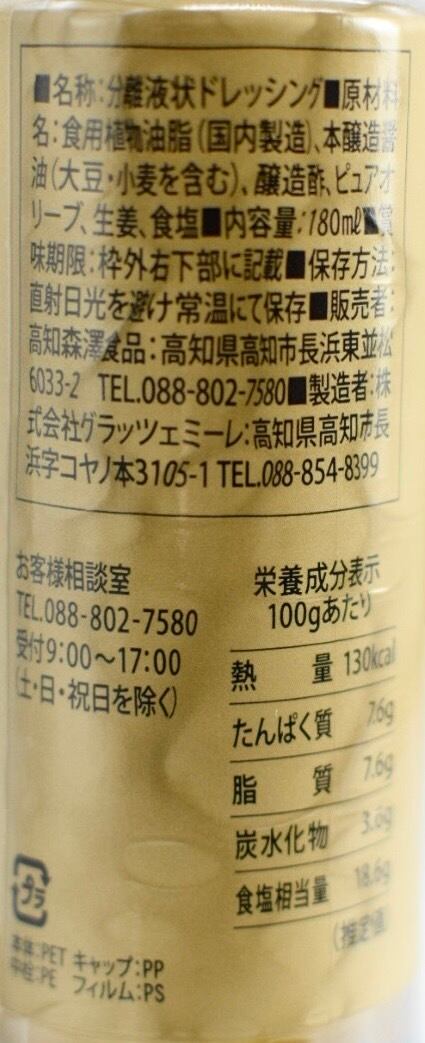 ■名称:分離液状ドレッシング■原材料
名:食用植物油脂(国内製造)、本醸造醤
油(大豆・小麦を含む)、醸造酢、ピュアオ
リーブ、生姜、食塩■内容量:180mℓ■賞
味期限:枠外右下部に記載■保存方法:
直射日光を避け常温にて保存■販売者:
高知森澤食品:高知県高知市長浜東並松
6033-2 TEL.088-802-7580■製造者:株
式会社グラッツェミーレ:高知県高知市長
浜字コヤノ本3105-1 TEL.088-854-8399
お客様相談室
TEL.088-802-7580
受付9:00〜17:00
(土・日・祝日を除く)
栄養成分表示
100gあたり
熱量 130kcal
たんぱく質 7.6g
脂質 7.6g
炭水化物 3.6g
食塩相当量 18.6g
(推定値)
プラ
本体:PET キャップ:PP
中栓:PE フィルム:PS